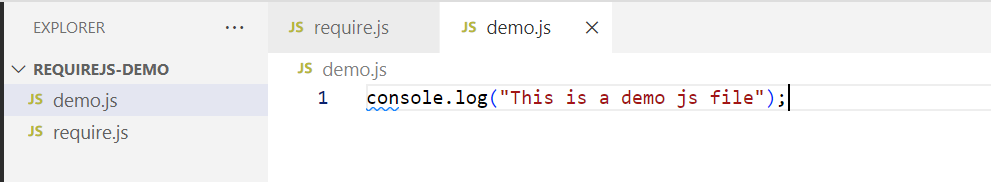 EXPLORER ...
REQUIREJS-DEMO
JS demo.js
JS require.js
JS require.js JS demo.js
JS demo.js
1 console.log("This is a demo js file");